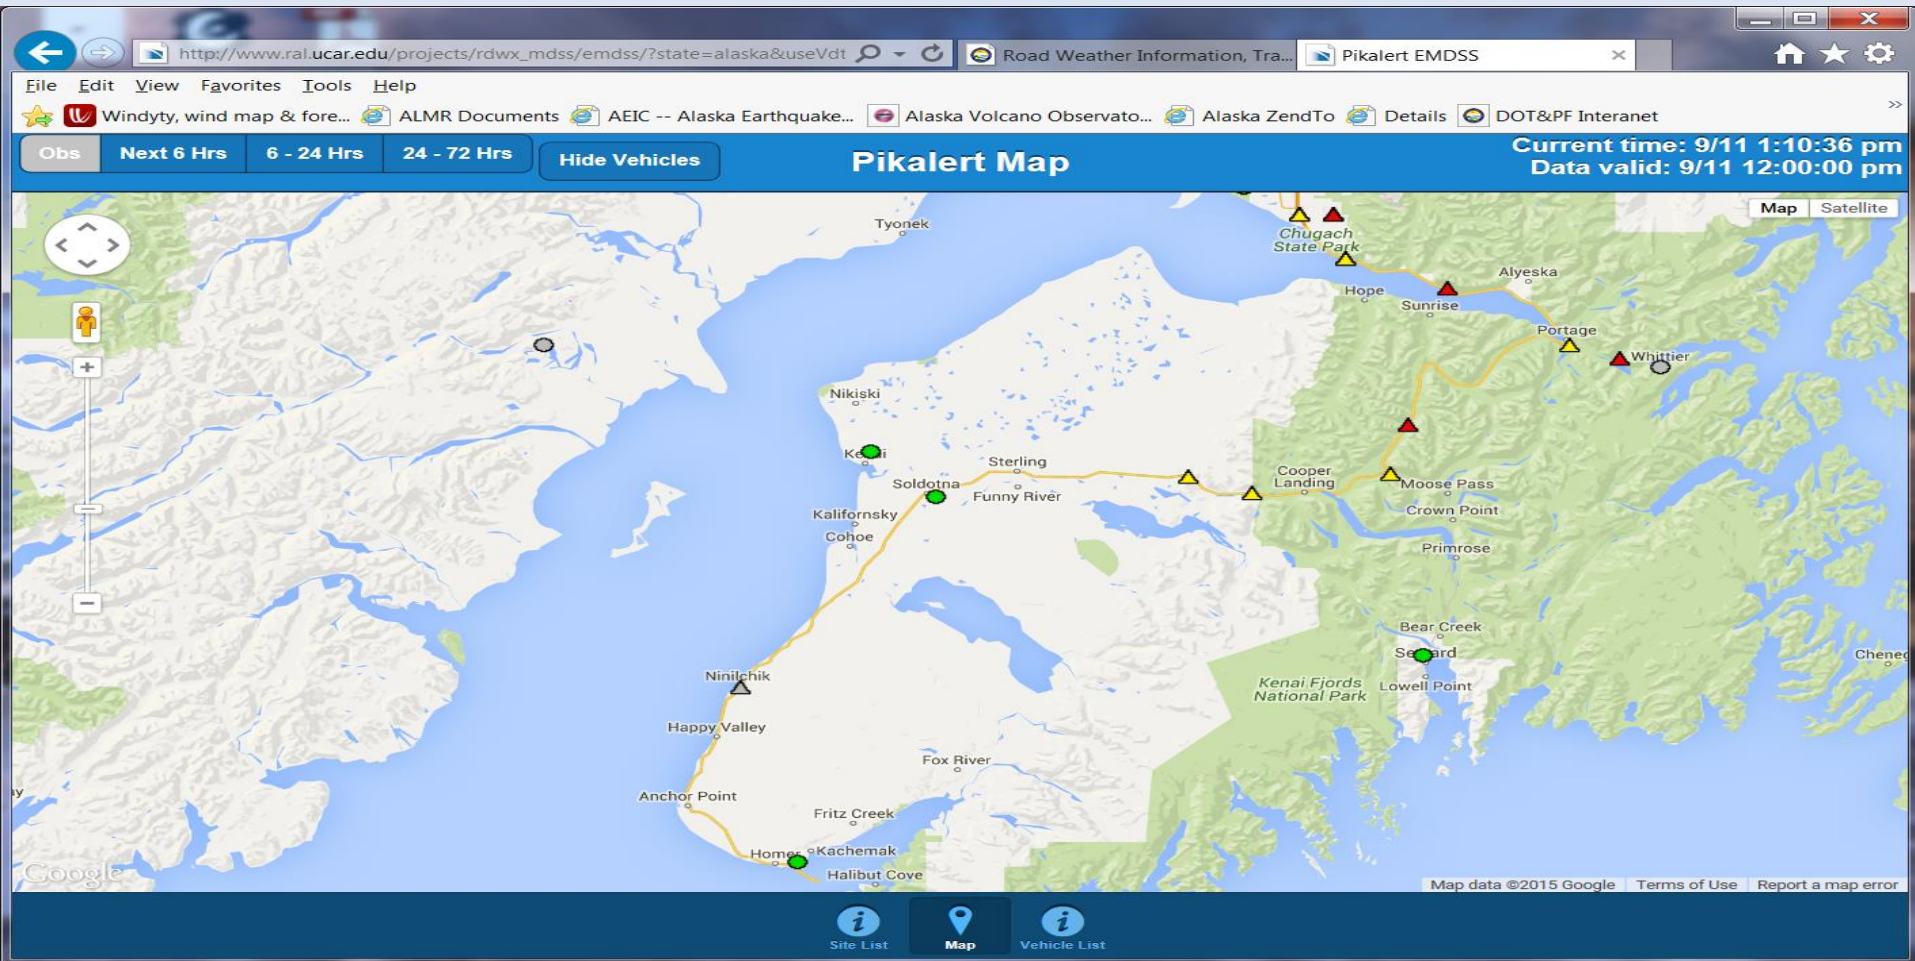 http://www.ral.ucar.edu/projects/rdwx_mdss/emdss/?state=alaska&useVdt
Road Weather Information, Tra...
Pikalert EMDSS
File Edit View Favorites Tools Help
Windyty, wind map & fore... ALMR Documents AEIC -- Alaska Earthquake... Alaska Volcano Observato... Alaska ZendTo Details DOT&PF Interanet
Obs Next 6 Hrs 6 - 24 Hrs 24 - 72 Hrs Hide Vehicles
Pikalert Map
Current time: 9/11 1:10:36 pm
Data valid: 9/11 12:00:00 pm
Map Satellite
Tyonek
Chugach
State Park
Alyeska
Hope
Sunrise
Portage
Whittier
Nikiski
Kenai
Sterling
Cooper
Landing
Soldotna
Funny River
Moose Pass
Kalifornsky
Crown Point
Cohoe
Primrose
Bear Creek
Seward
Cheneg
Ninilchik
Kenai Fjords
National Park
Lowell Point
Happy Valley
Fox River
Anchor Point
Fritz Creek
Homer
Kachemak
Halibut Cove
Google
Map data ©2015 Google Terms of Use Report a map error
Site List Map Vehicle List